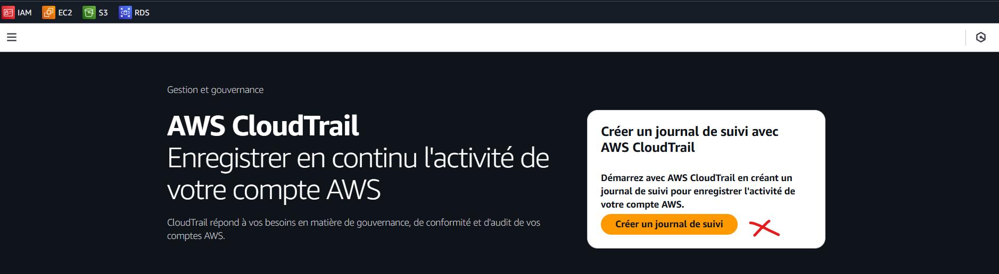 IAM EC2 S3 RDS
Gestion et gouvernance
AWS CloudTrail
Enregistrer en continu l'activité de
votre compte AWS
CloudTrail répond à vos besoins en matière de gouvernance, de conformité et d'audit de vos
comptes AWS.
Créer un journal de suivi avec
AWS CloudTrail
Démarrez avec AWS CloudTrail en créant un
journal de suivi pour enregistrer l'activité de
votre compte AWS.
Créer un journal de suivi